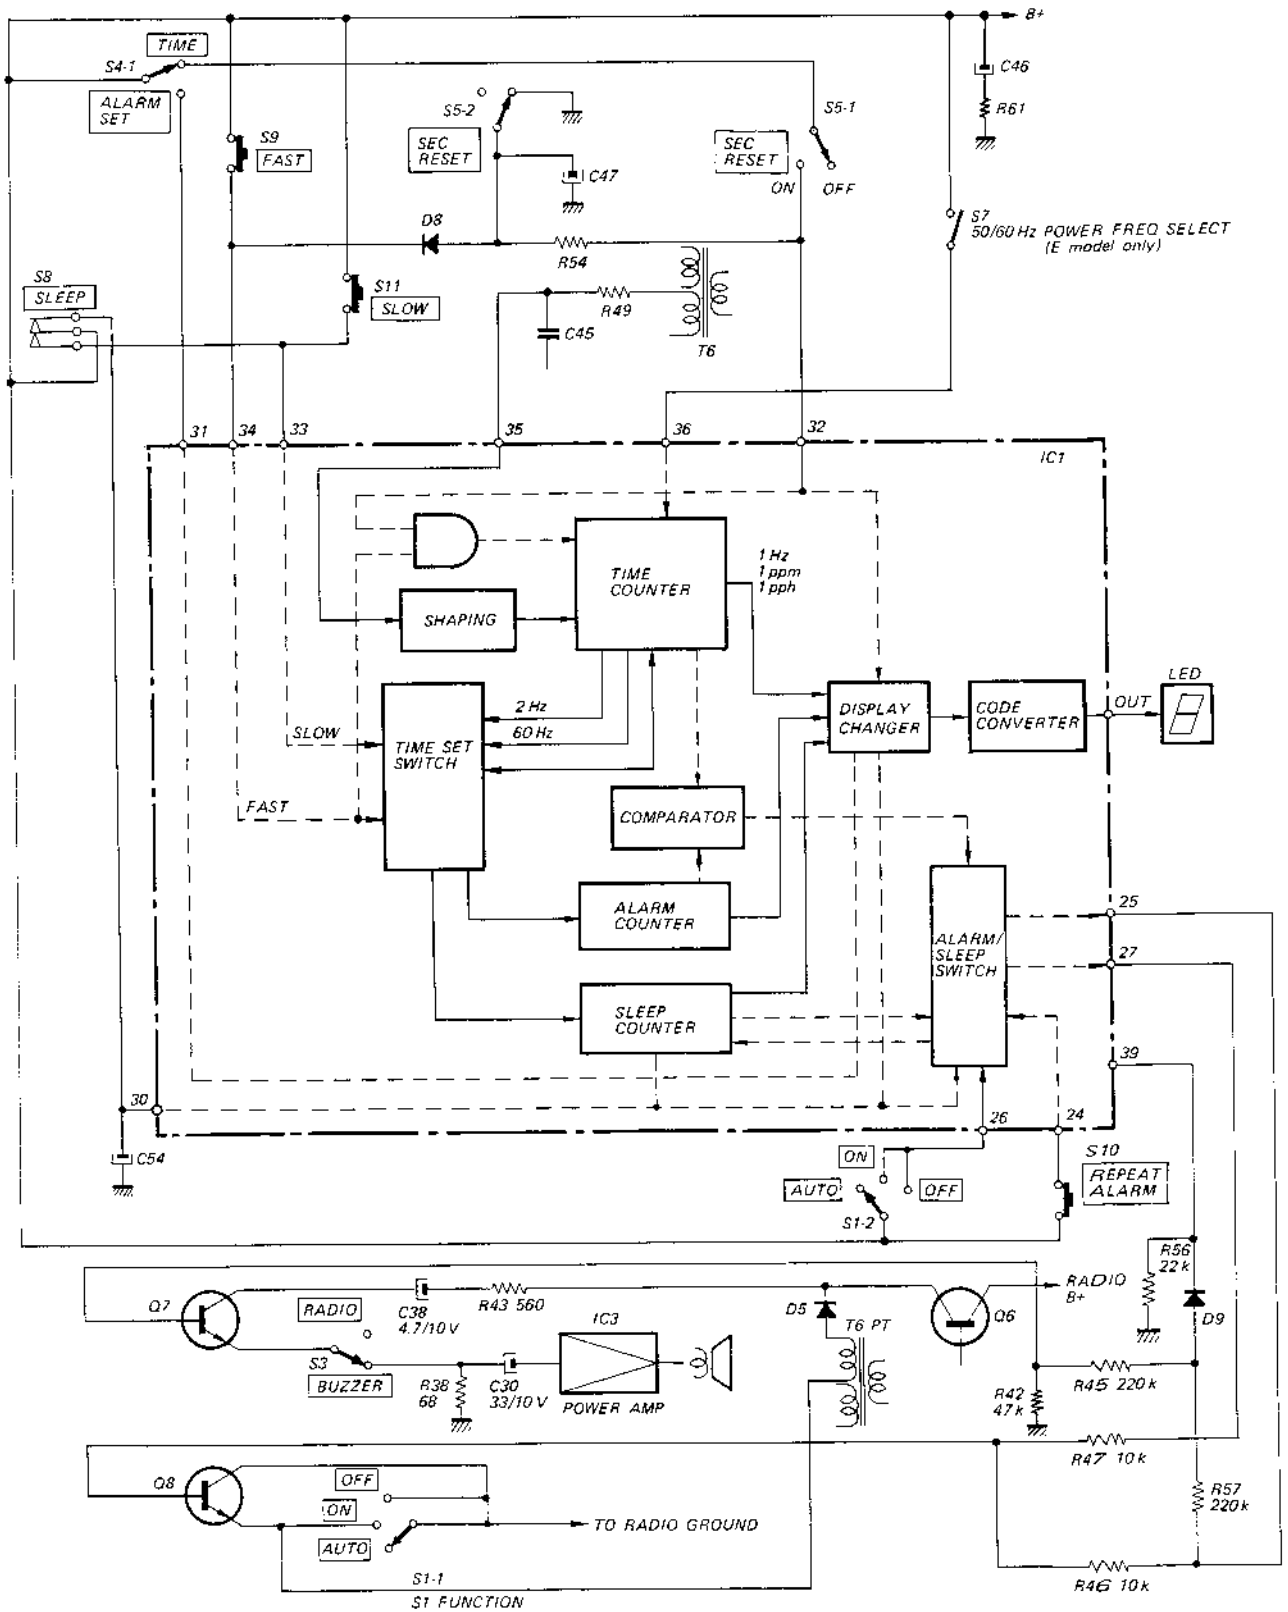 B+
TIME
S4-1
C46
ALARM
SET
S5-2
S5-1
R61
S9
FAST
SEC
RESET
SEC
RESET
C47
ON
OFF
S7
50/60 Hz POWER FREQ SELECT
(E model only)
D8
R54
S8
SLEEP
S11
SLOW
R49
C45
T6
31
34
33
35
36
32
IC1
TIME
COUNTER
1 Hz
1 ppm
1 pph
SHAPING
LED
2 Hz
OUT
DISPLAY
CHANGER
CODE
CONVERTER
SLOW
60 Hz
TIME SET
SWITCH
FAST
COMPARATOR
25
ALARM
COUNTER
ALARM/
SLEEP
SWITCH
27
SLEEP
COUNTER
39
30
26
24
C54
ON
S10
REPEAT
ALARM
AUTO
OFF
S1-2
R56
22 k
RADIO
B+
Q7
RADIO
C38
4.7/10 V
R43 560
D5
T6 PT
Q6
D9
IC3
S3
BUZZER
R38
68
C30
33/10 V
POWER AMP
R42
47 k
R45 220 k
R47 10 k
Q8
OFF
ON
R57
220 k
TO RADIO GROUND
AUTO
S1-1
S1 FUNCTION
R46 10 k